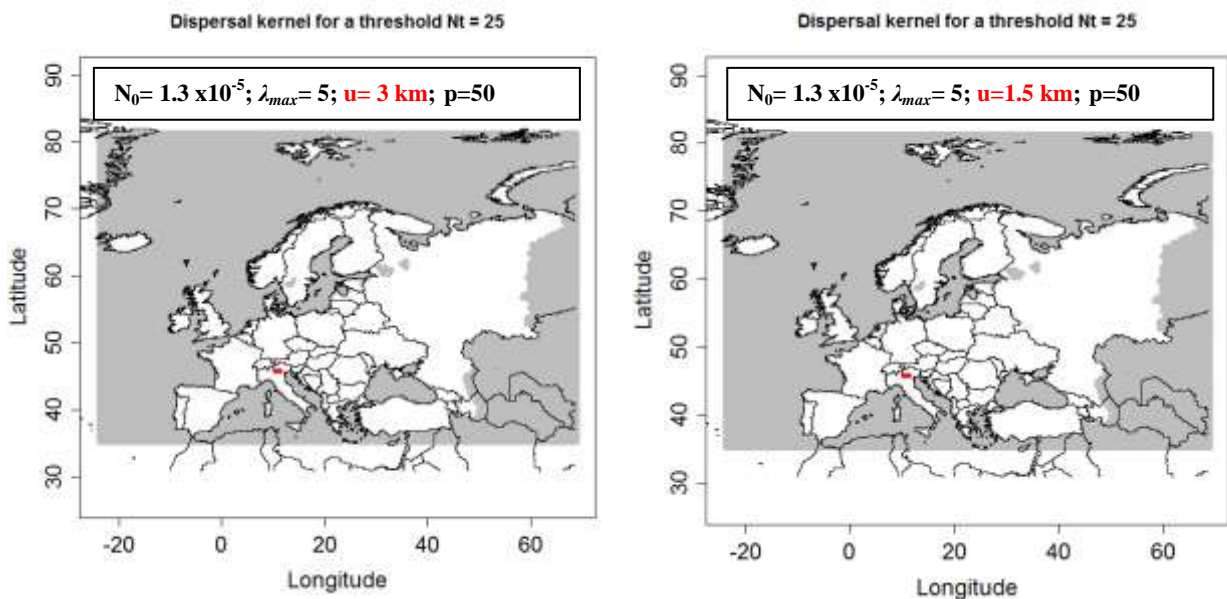 Dispersal kernel for a threshold Nt = 25
N₀= 1.3 x10⁻⁵; λmax= 5; u= 3 km; p=50
90
80
70
60
50
40
30
Latitude
-20 0 20 40 60
Longitude
Dispersal kernel for a threshold Nt = 25
N₀= 1.3 x10⁻⁵; λmax= 5; u=1.5 km; p=50
90
80
70
60
50
40
30
Latitude
-20 0 20 40 60
Longitude